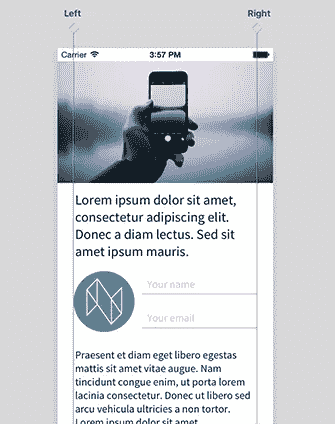 Left Right
Carrier 3:57 PM
Lorem ipsum dolor sit amet,
consectetur adipiscing elit.
Donec a diam lectus. Sed sit
amet ipsum mauris.
Your name
Your email
Praesent et diam eget libero egestas
mattis sit amet vitae augue. Nam
tincidunt congue enim, ut porta lorem
lacinia consectetur. Donec ut libero sed
arcu vehicula ultricies a non tortor.
Lorem ipsum dolor sit amet,